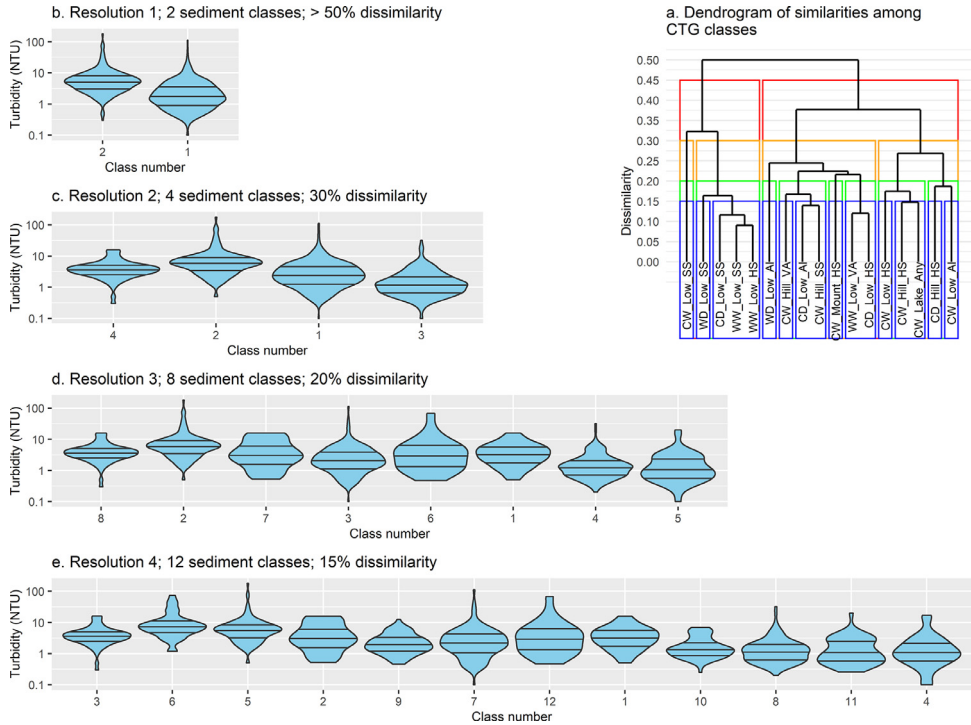 b. Resolution 1; 2 sediment classes; > 50% dissimilarity
Turbidity (NTU)
100
10
1
0.1
2
1
Class number
a. Dendrogram of similarities among
CTG classes
Dissimilarity
0.50
0.45
0.40
0.35
0.30
0.25
0.20
0.15
0.10
0.05
0.00
CW_Low_SS
WD_Low_SS
CD_Low_SS
WW_Low_SS
WW_Low_HS
WD_Low_Al
CW_Hill_VA
CD_Low_Al
CW_Hill_SS
CW_Mount_HS
WW_Low_VA
CD_Low_HS
CW_Low_HS
CW_Hill_HS
CW_Lake_Any
CD_Hill_HS
CW_Low_Al
c. Resolution 2; 4 sediment classes; 30% dissimilarity
Turbidity (NTU)
100
10
1
0.1
4
2
1
3
Class number
d. Resolution 3; 8 sediment classes; 20% dissimilarity
Turbidity (NTU)
100
10
1
0.1
8
2
7
3
6
1
4
5
Class number
e. Resolution 4; 12 sediment classes; 15% dissimilarity
Turbidity (NTU)
100
10
1
0.1
3
6
5
2
9
7
12
1
10
8
11
4
Class number